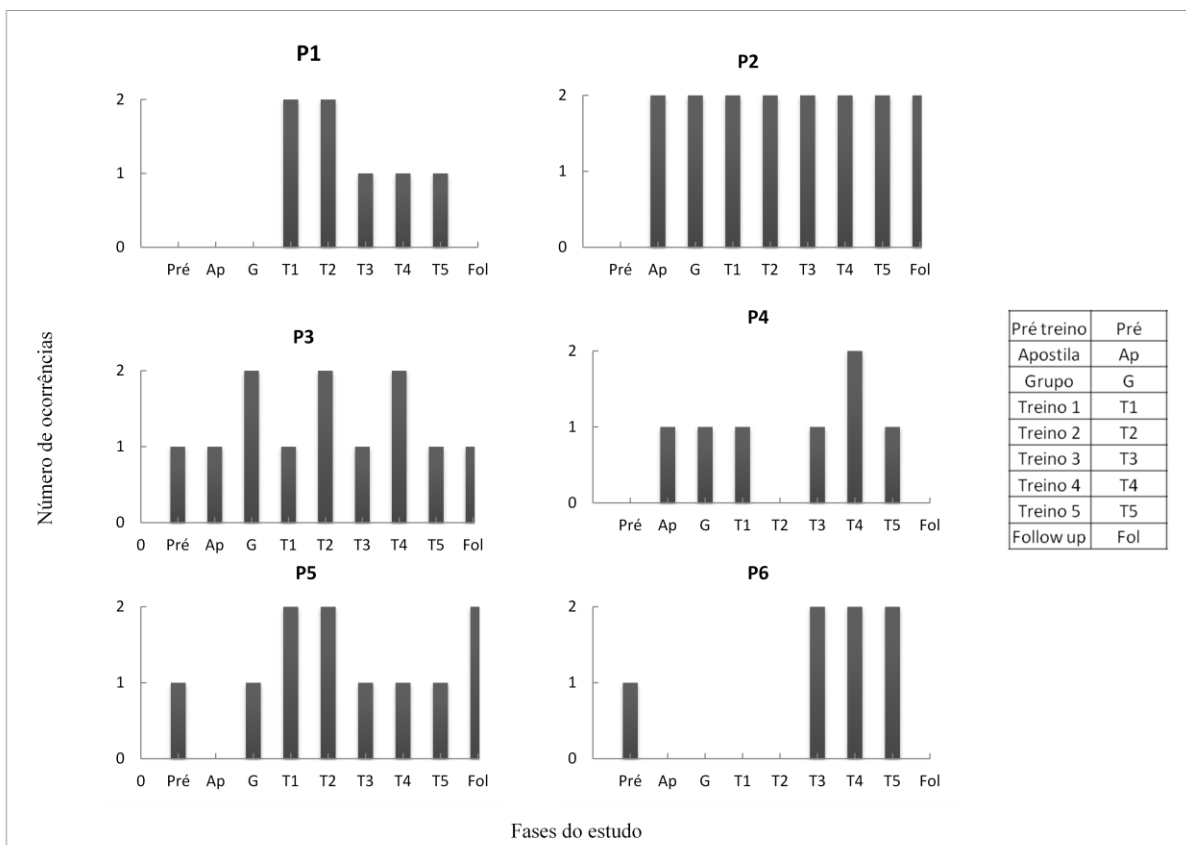 P1
2
1
0
Pré Ap G T1 T2 T3 T4 T5 Fol
P2
2
1
0
Pré Ap G T1 T2 T3 T4 T5 Fol
Número de ocorrências
P3
2
1
0
0 Pré Ap G T1 T2 T3 T4 T5 Fol
P4
2
1
0
Pré Ap G T1 T2 T3 T4 T5 Fol
Pré treino Pré
Apostila Ap
Grupo G
Treino 1 T1
Treino 2 T2
Treino 3 T3
Treino 4 T4
Treino 5 T5
Follow up Fol
P5
2
1
0
0 Pré Ap G T1 T2 T3 T4 T5 Fol
P6
2
1
0
Pré Ap G T1 T2 T3 T4 T5 Fol
Fases do estudo